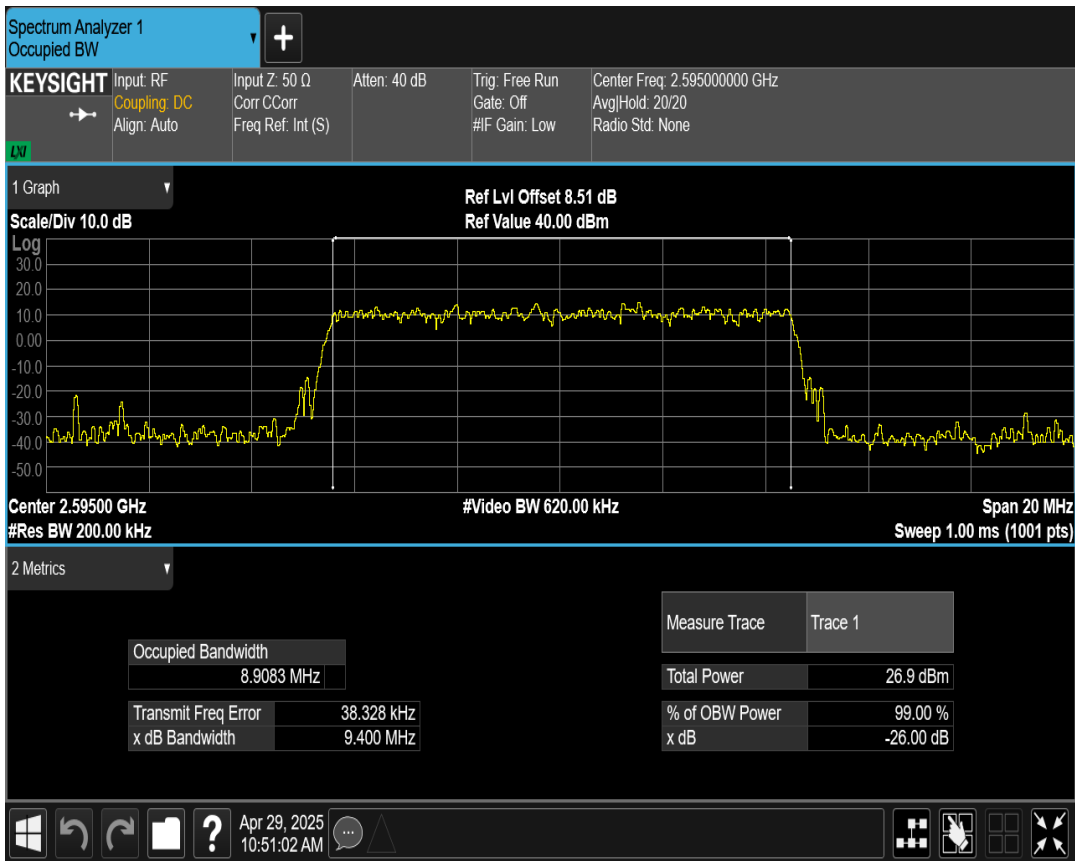 Spectrum Analyzer 1
Occupied BW
KEYSIGHT
LXI
Input: RF
Coupling: DC
Align: Auto
Input Z: 50 Ω
Corr CCorr
Freq Ref: Int (S)
Atten: 40 dB
Trig: Free Run
Gate: Off
#IF Gain: Low
Center Freq: 2.595000000 GHz
Avg|Hold: 20/20
Radio Std: None
1 Graph
Scale/Div 10.0 dB
Ref Lvl Offset 8.51 dB
Ref Value 40.00 dBm
Log
30.0
20.0
10.0
0.00
-10.0
-20.0
-30.0
-40.0
-50.0
Center 2.59500 GHz
#Res BW 200.00 kHz
#Video BW 620.00 kHz
Span 20 MHz
Sweep 1.00 ms (1001 pts)
2 Metrics
Occupied Bandwidth
8.9083 MHz
Transmit Freq Error 38.328 kHz
x dB Bandwidth 9.400 MHz
Measure Trace Trace 1
Total Power 26.9 dBm
% of OBW Power 99.00 %
x dB -26.00 dB
?
Apr 29, 2025
10:51:02 AM